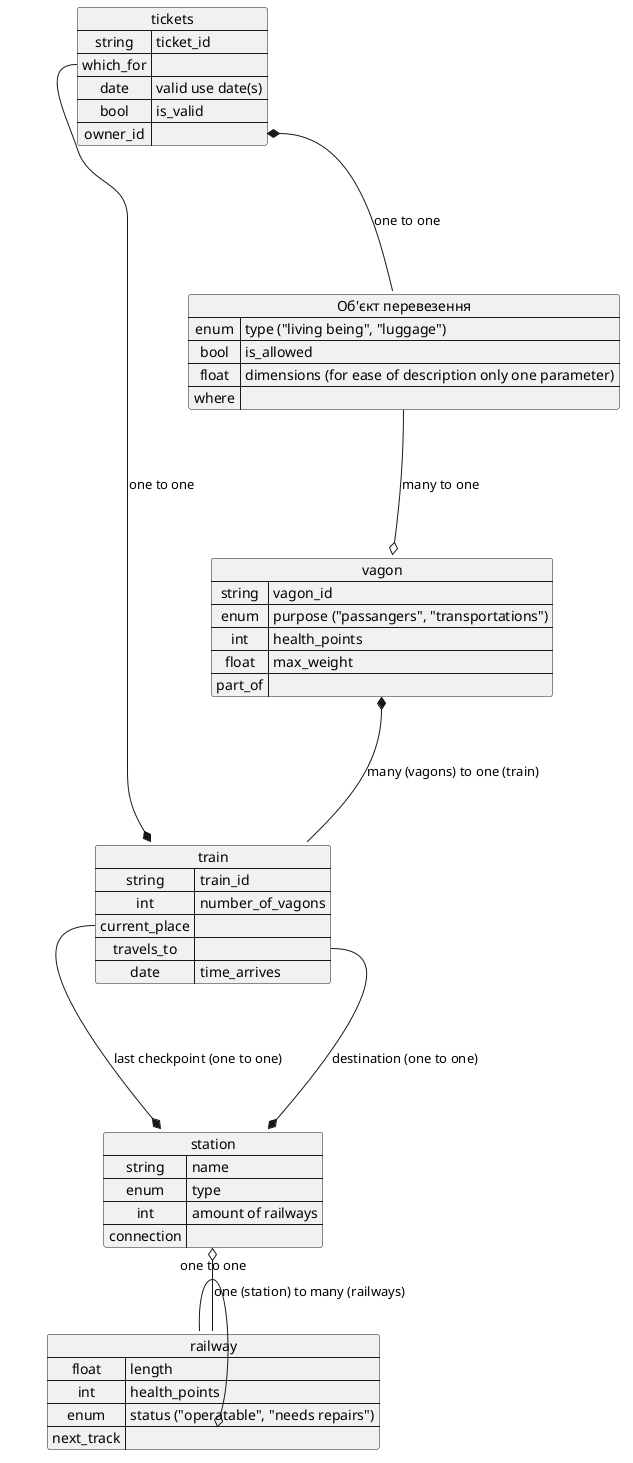 tickets
string ticket_id
which_for
date valid use date(s)
bool is_valid
owner_id
one to one
Об'єкт перевезення
enum type ("living being", "luggage")
bool is_allowed
float dimensions (for ease of description only one parameter)
where
one to one
many to one
vagon
string vagon_id
enum purpose ("passangers", "transportations")
int health_points
float max_weight
part_of
many (vagons) to one (train)
train
string train_id
int number_of_vagons
current_place
travels_to
date time_arrives
last checkpoint (one to one)
destination (one to one)
station
string name
enum type
int amount of railways
connection
one to one
one (station) to many (railways)
railway
float length
int health_points
enum status ("operatable", "needs repairs")
next_track